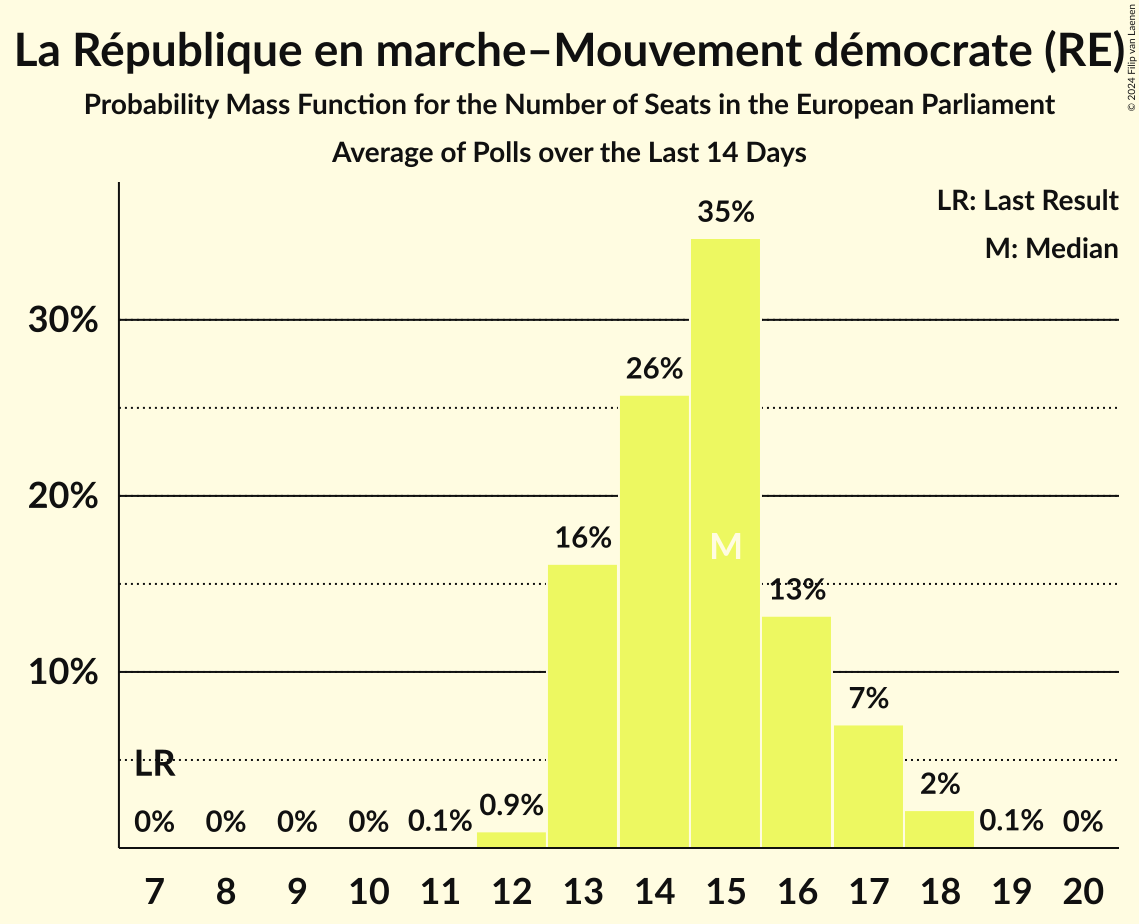 La République en marche–Mouvement démocrate (RE)
Probability Mass Function for the Number of Seats in the European Parliament
Average of Polls over the Last 14 Days
© 2024 Filip van Laenen
LR: Last Result
M: Median
35%
30%
26%
20%
16%
M
13%
10%
7%
LR
2%
0% 0% 0% 0% 0.1% 0.9% 0.1% 0%
7 8 9 10 11 12 13 14 15 16 17 18 19 20